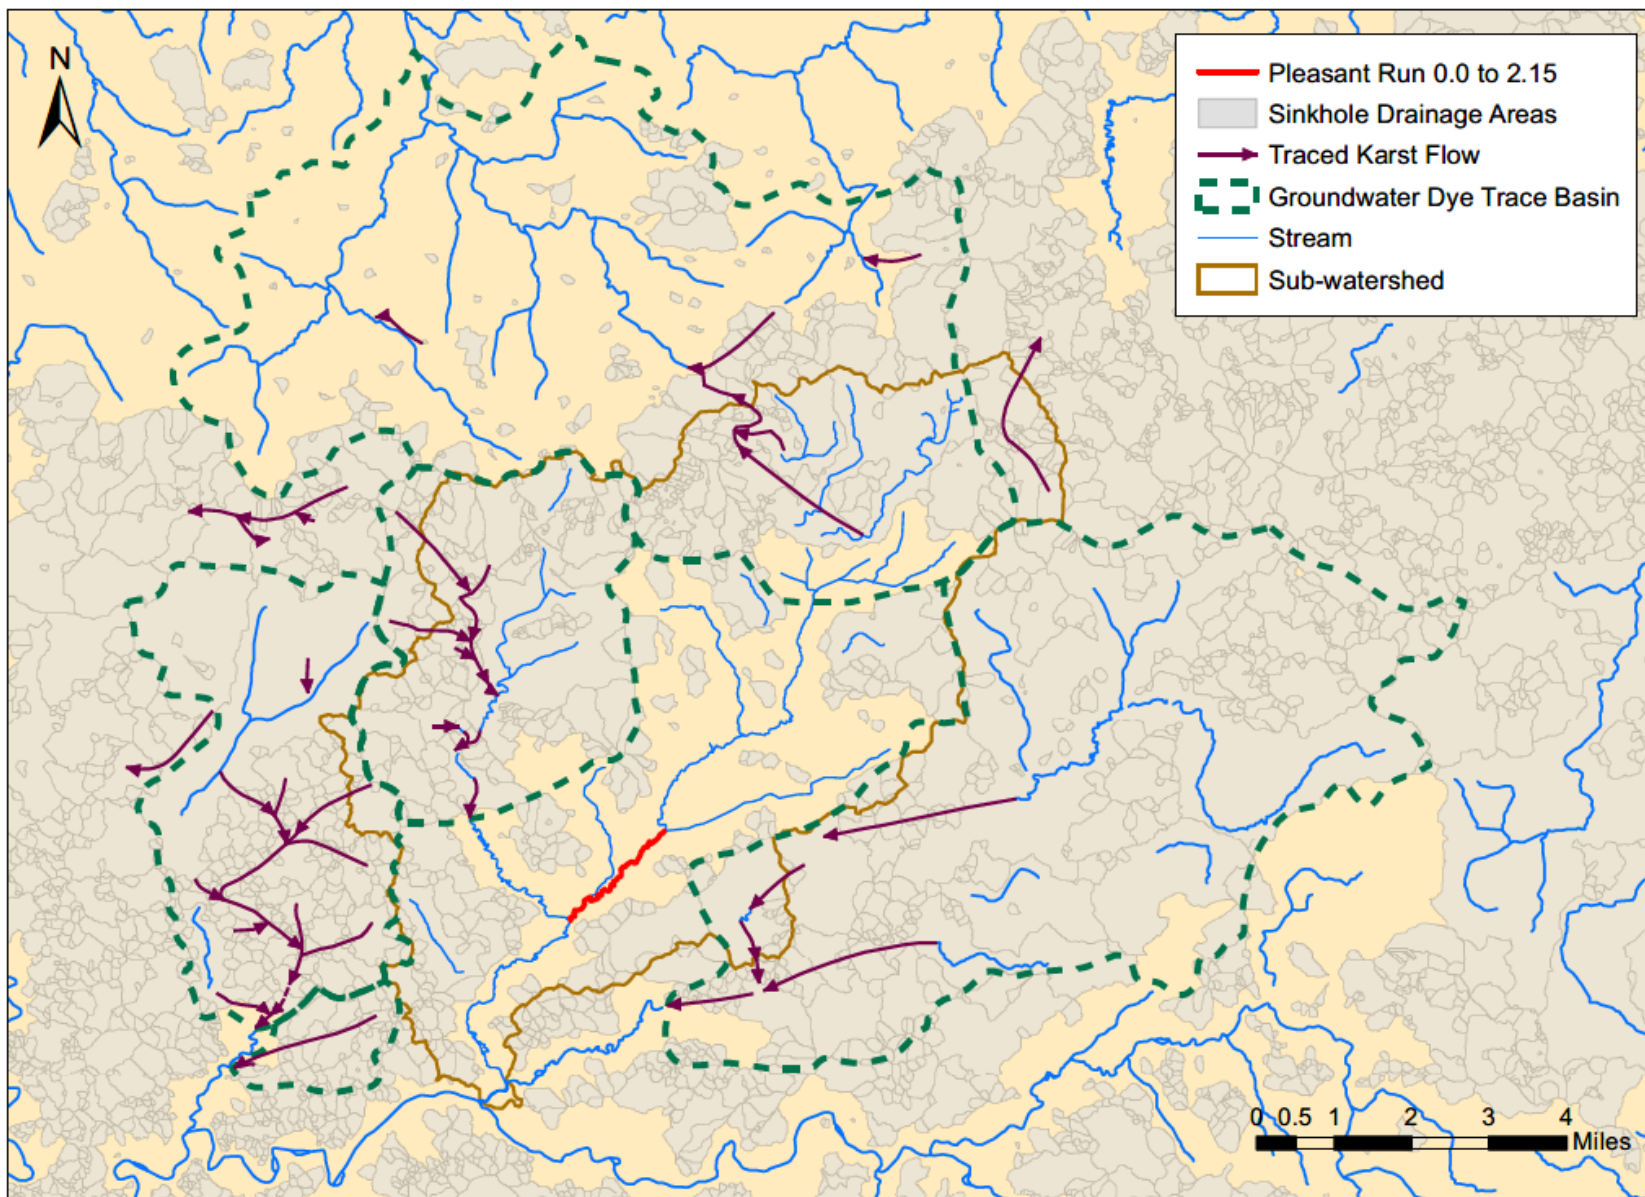 N
Pleasant Run 0.0 to 2.15
Sinkhole Drainage Areas
Traced Karst Flow
Groundwater Dye Trace Basin
Stream
Sub-watershed
0 0.5 1 2 3 4
Miles